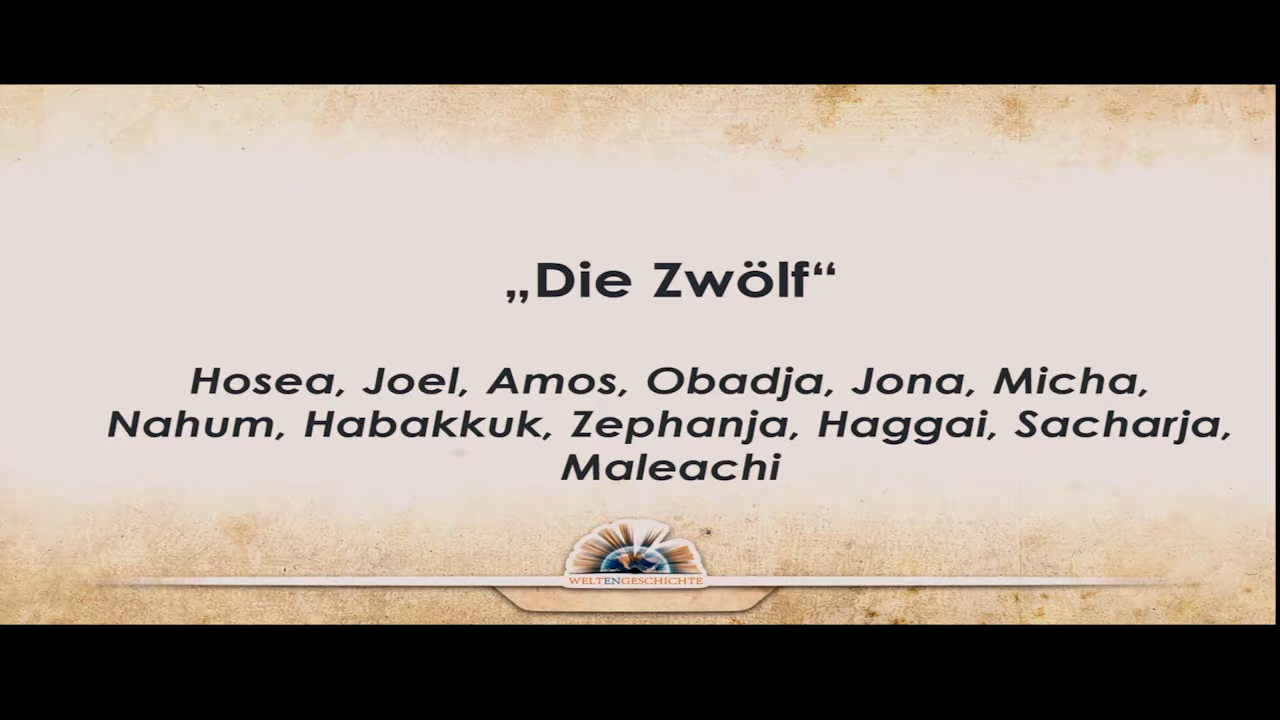 „Die Zwölf“
Hosea, Joel, Amos, Obadja, Jona, Micha,
Nahum, Habakkuk, Zephanja, Haggai, Sacharja,
Maleachi
WELTENGESCHICHTE